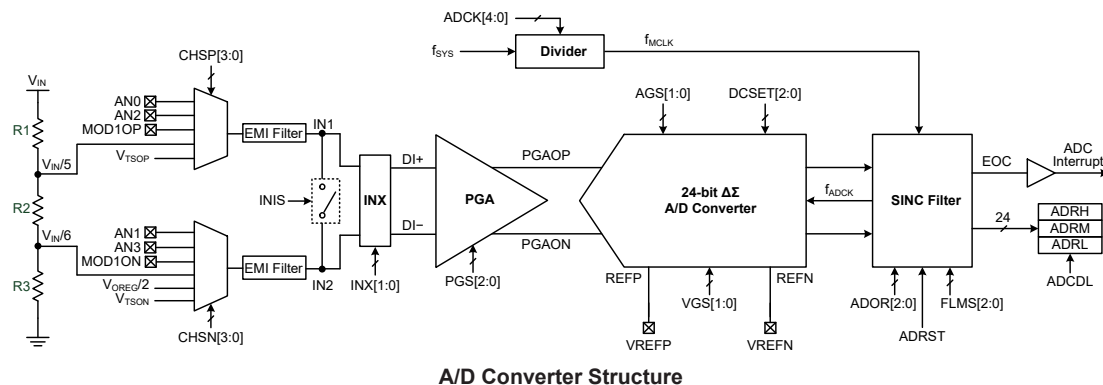 ADCK[4:0]
fSYS
Divider
fMCLK
CHSP[3:0]
VIN
AN0
AN2
MOD1OP
VTSOP
R1
VIN/5
R2
VIN/6
R3
EMI Filter
IN1
INIS
AN1
AN3
MOD1ON
VOREG/2
VTSON
CHSN[3:0]
EMI Filter
IN2
INX
INX[1:0]
DI+
DI−
PGA
PGS[2:0]
PGAOP
PGAON
AGS[1:0]
DCSET[2:0]
24-bit ΔΣ
A/D Converter
REFP
REFN
VGS[1:0]
VREFP
VREFN
fADCK
SINC Filter
ADOR[2:0]
FLMS[2:0]
ADRST
EOC
ADC
Interrupt
24
ADRH
ADRM
ADRL
ADCDL
A/D Converter Structure